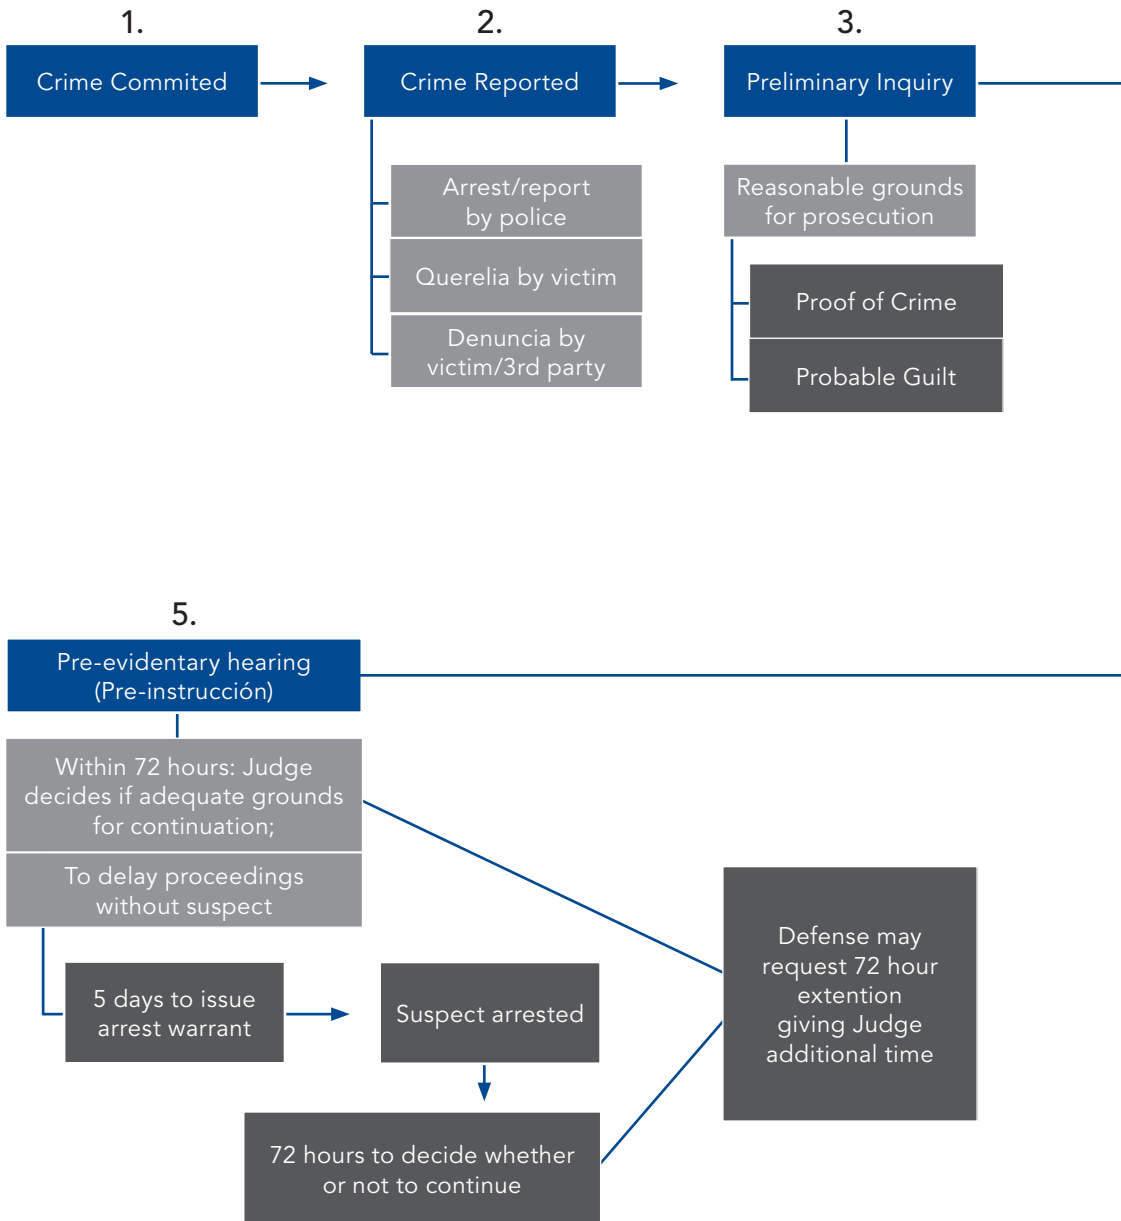 1.
Crime Commited
2.
Crime Reported
Arrest/report
by police
Querelia by victim
Denuncia by
victim/3rd party
3.
Preliminary Inquiry
Reasonable grounds
for prosecution
Proof of Crime
Probable Guilt
5.
Pre-evidentary hearing
(Pre-instrucción)
Within 72 hours: Judge
decides if adequate grounds
for continuation;
To delay proceedings
without suspect
5 days to issue
arrest warrant
Suspect arrested
72 hours to decide whether
or not to continue
Defense may
request 72 hour
extention
giving Judge
additional time